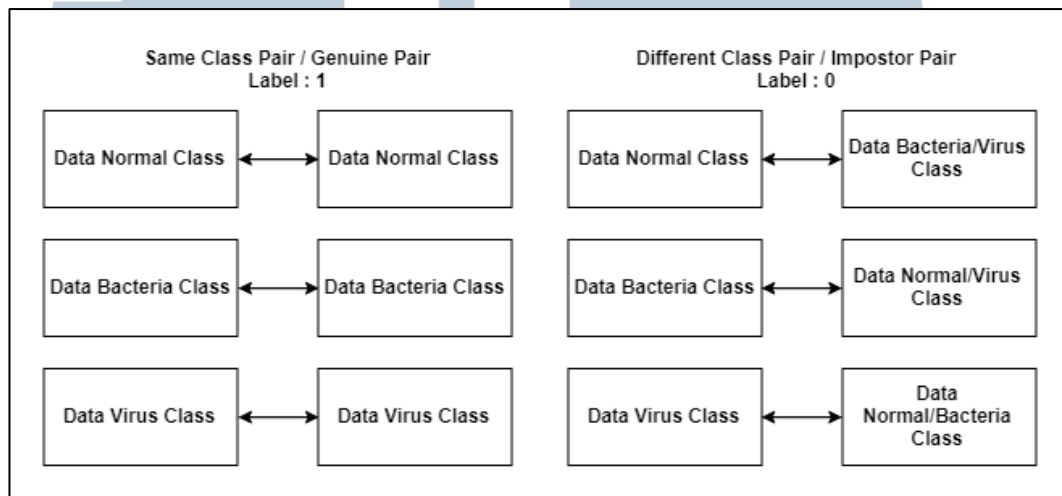 Same Class Pair / Genuine Pair
Label : 1
Data Normal Class
Data Normal Class
Data Bacteria Class
Data Bacteria Class
Data Virus Class
Data Virus Class
Different Class Pair / Impostor Pair
Label : 0
Data Normal Class
Data Bacteria/Virus
Class
Data Bacteria Class
Data Normal/Virus
Class
Data Virus Class
Data
Normal/Bacteria
Class